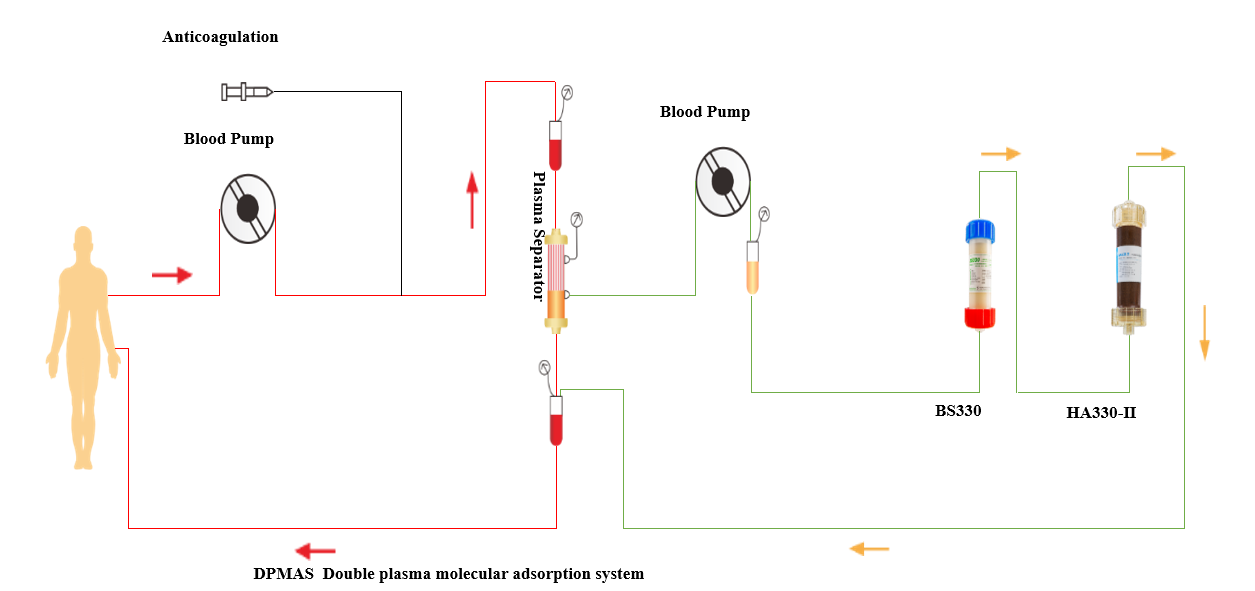 Anticoagulation
Blood Pump
Blood Pump
Plasma Separator
BS330
HA330-II
DPMAS Double plasma molecular adsorption system